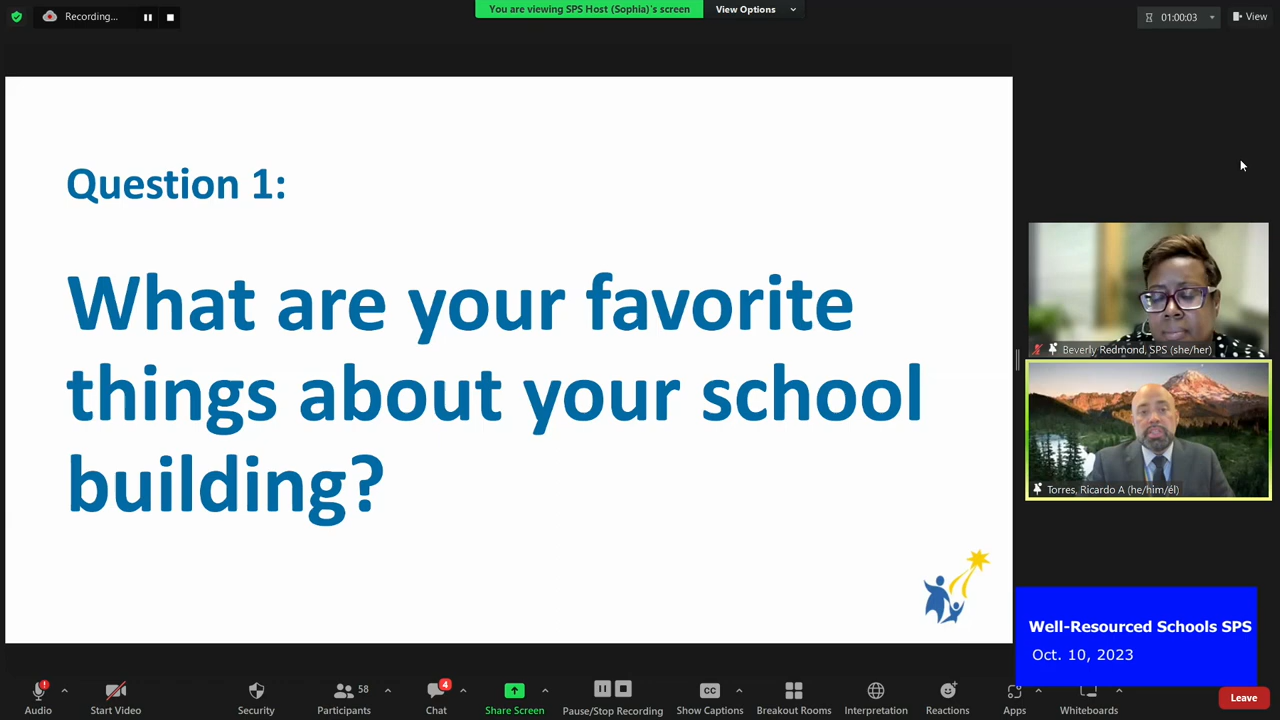 Recording...
You are viewing SPS Host (Sophia)'s screen
View Options
01:00:03
View
Question 1:
What are your favorite
things about your school
building?
Beverly Redmond, SPS (she/her)
Torres, Ricardo A (he/him/él)
Well-Resourced Schools SPS
Oct. 10, 2023
Audio
Start Video
Security
58
Participants
4
Chat
Share Screen
Pause/Stop Recording
CC
Show Captions
Breakout Rooms
Interpretation
Reactions
Apps
Whiteboards
Leave